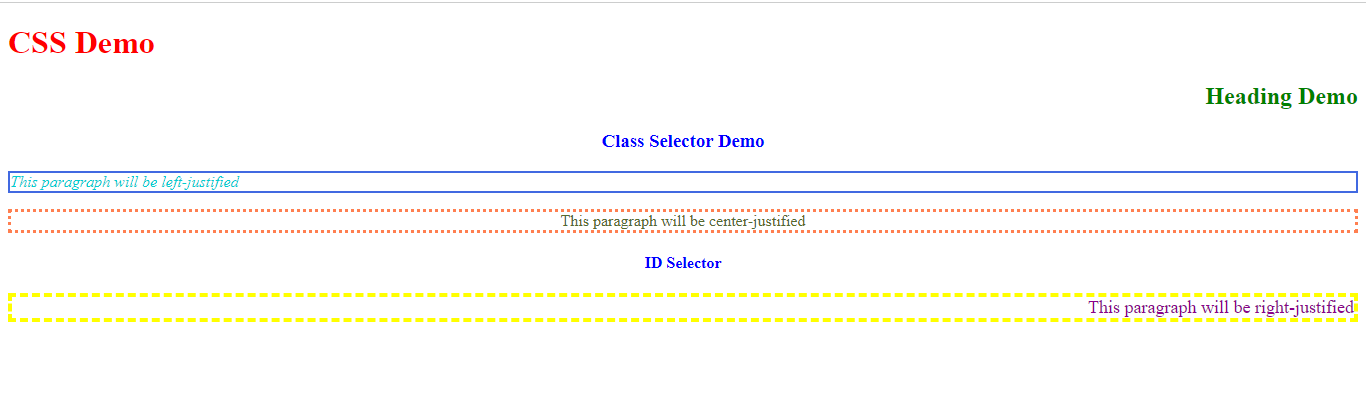 CSS Demo
Heading Demo
Class Selector Demo
This paragraph will be left-justified
This paragraph will be center-justified
ID Selector
This paragraph will be right-justified